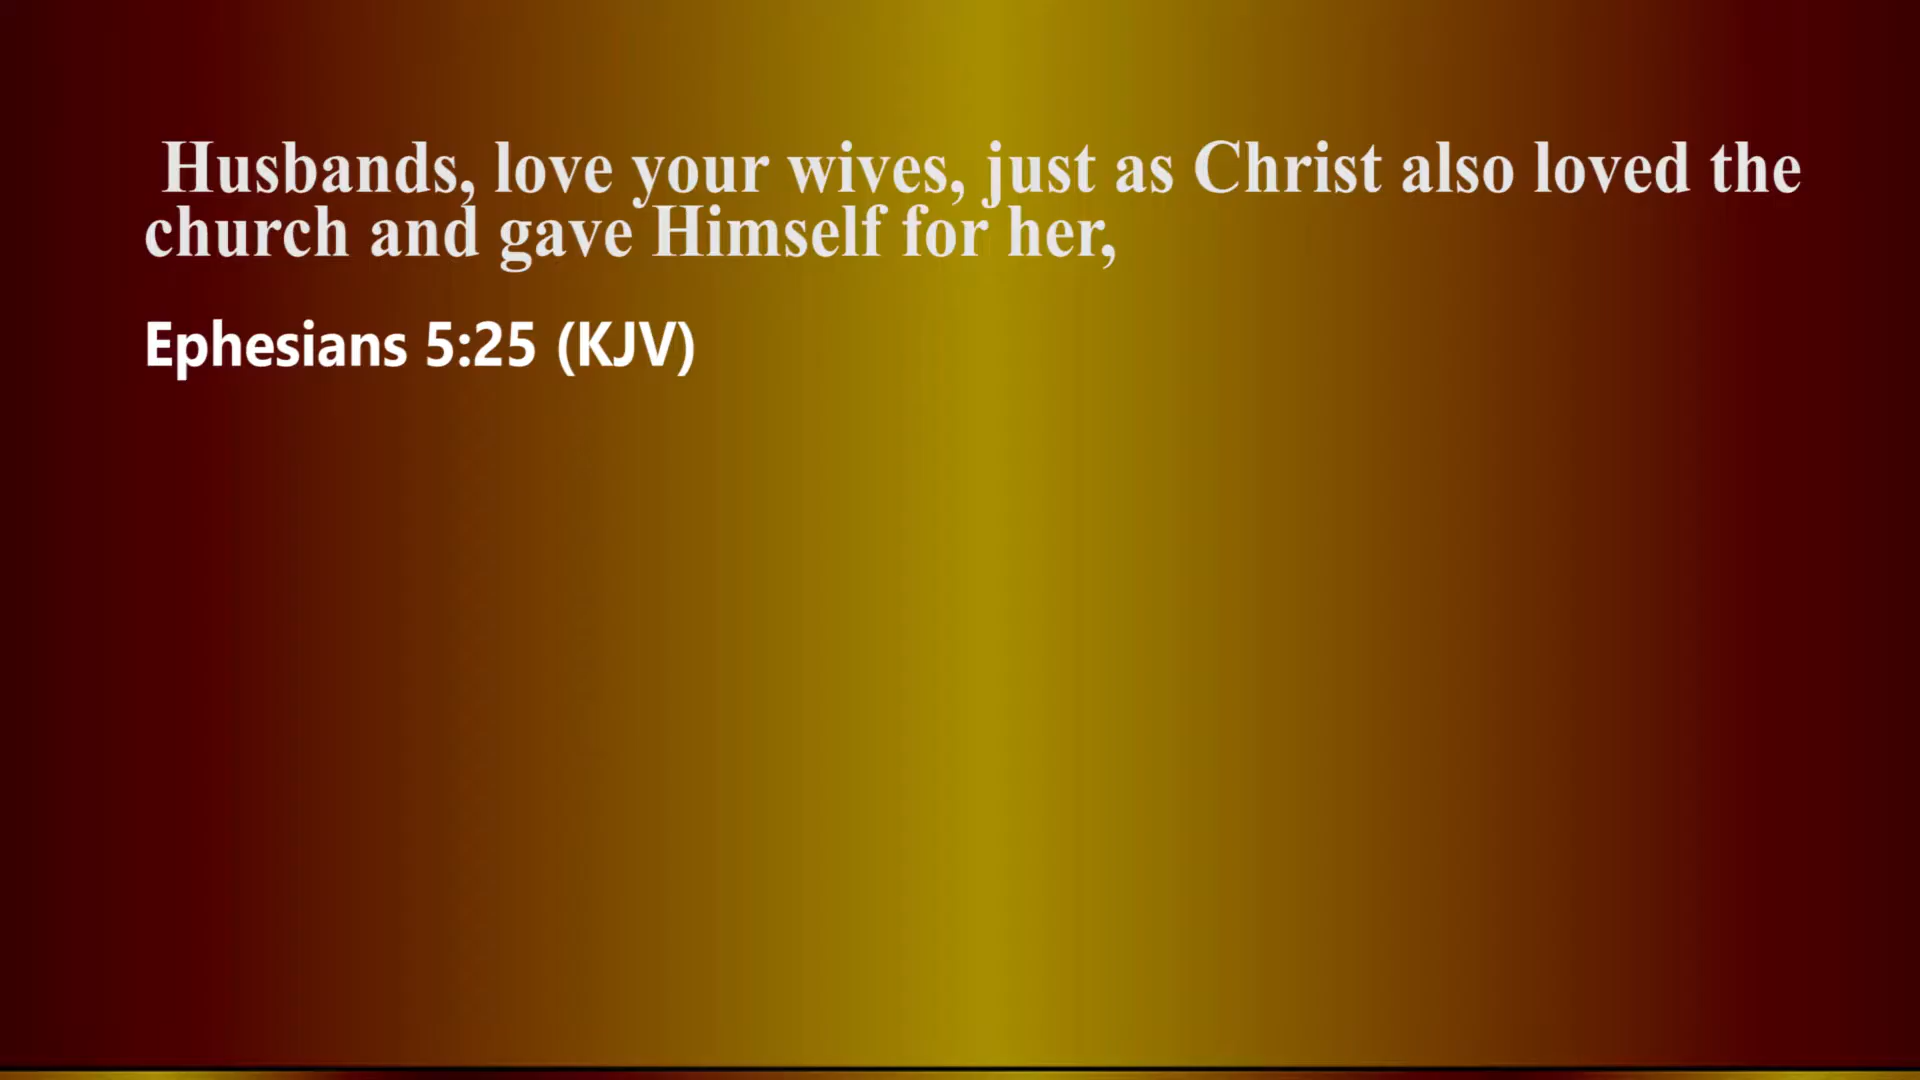 Husbands, love your wives, just as Christ also loved the
church and gave Himself for her,
Ephesians 5:25 (KJV)